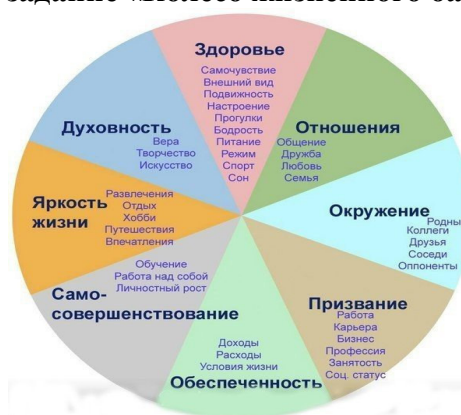 Здоровье
Самочувствие
Внешний вид
Подвижность
Настроение
Прогулки
Бодрость
Питание
Режим
Спорт
Сон
Отношения
Общение
Дружба
Любовь
Семья
Окружение
Родны
Коллеги
Друзья
Соседи
Оппоненты
Призвание
Работа
Карьера
Бизнес
Профессия
Занятость
Соц. статус
Доходы
Расходы
Условия жизни
Обеспеченность
Обучение
Работа над собой
Личностный рост
Само-
совершенствование
Яркость
жизни
Развлечения
Отдых
Хобби
Путешествия
Впечатления
Духовность
Вера
Творчество
Искусство